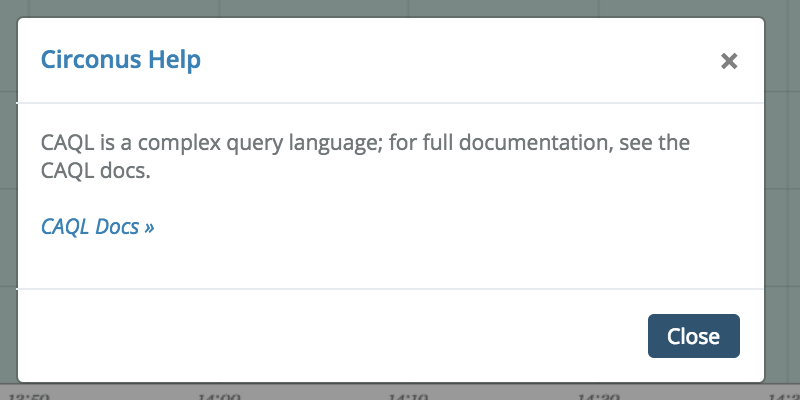 Circonus Help
×
CAQL is a complex query language; for full documentation, see the
CAQL docs.
CAQL Docs »
Close
13:50 14:00 14:10 14:20